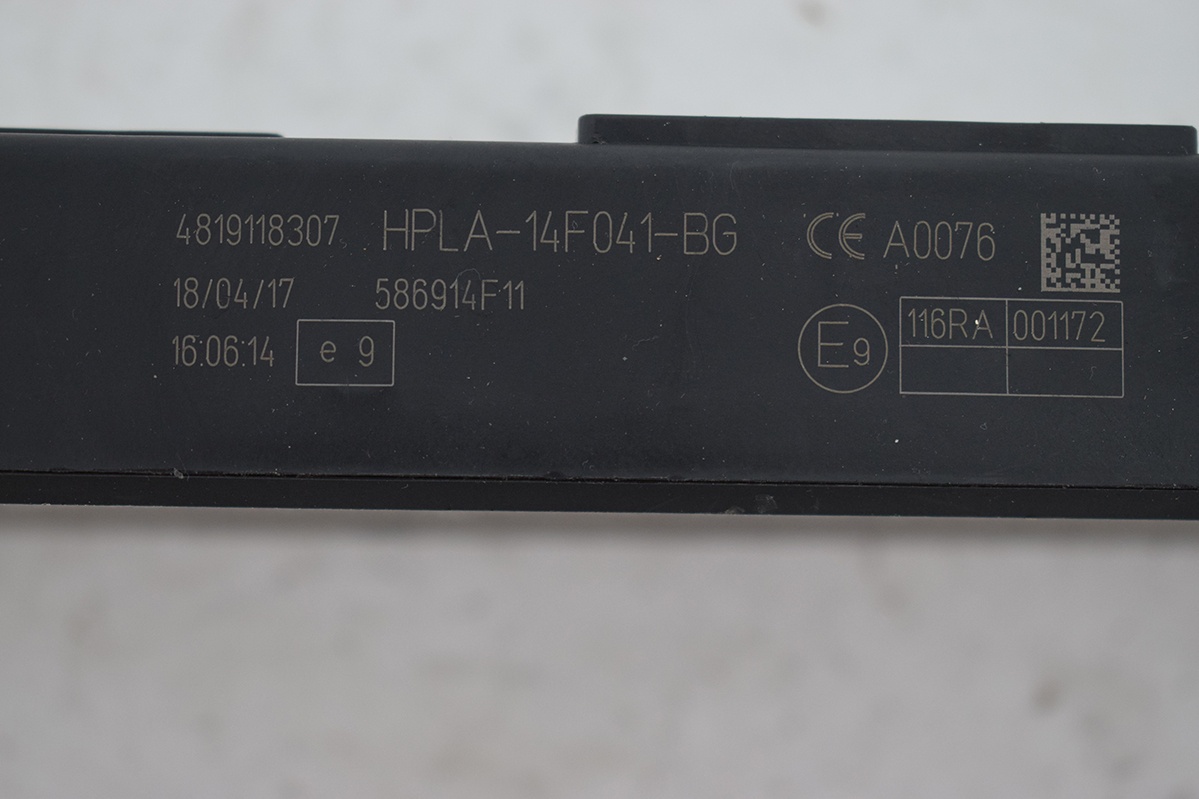 4819118307 HPLA-14F041-BG CE A0076
18/04/17 586914F11
16:06:14 e 9
E9 116RA 001172